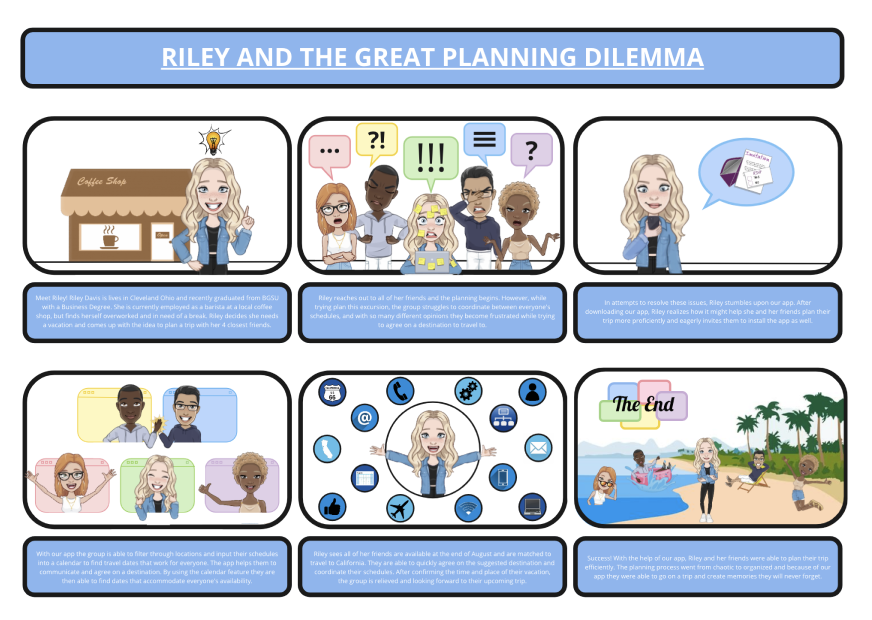 RILEY AND THE GREAT PLANNING DILEMMA
Coffee Shop
...
?!
!!!
?
Invitation
Meet Riley! Riley Davis is lives in Cleveland Ohio and recently graduated from BGSU
with a Business Degree. She is currently employed as a barista at a local coffee
shop, but finds herself overworked and in need of a break. Riley decides she needs
a vacation and comes up with the idea to plan a trip with her 4 closest friends.
Riley reaches out to all of her friends and the planning begins. However, while
trying plan this excursion, the group struggles to coordinate between everyone's
schedules, and with so many different opinions they become frustrated while trying
to agree on a destination to travel to.
In attempts to resolve these issues, Riley stumbles upon our app. After
downloading our app, Riley realizes how it might help she and her friends plan their
trip more proficently and eagerly invites them to install the app as well.
66
@
The End
With our app the group is able to filter through locations and input their schedules
into a calendar to find travel dates that work for everyone. The app helps them to
communicate and agree on a destination. By using the calendar feature they are
then able to find dates that accommodate everyone's availability.
Riley sees all of her friends are available at the end of August and are matched to
travel to California. They are able to quickly agree on the suggested destination and
coordinate their schedules. After confirming the time and place of their vacation,
the group is relieved and looking forward to their upcoming trip.
Success! With the help of our app, Riley and her friends were able to plan their trip
efficiently. The planning process went from chaotic to organized and because of our
app they were able to go on a trip and create memories they will never forget.